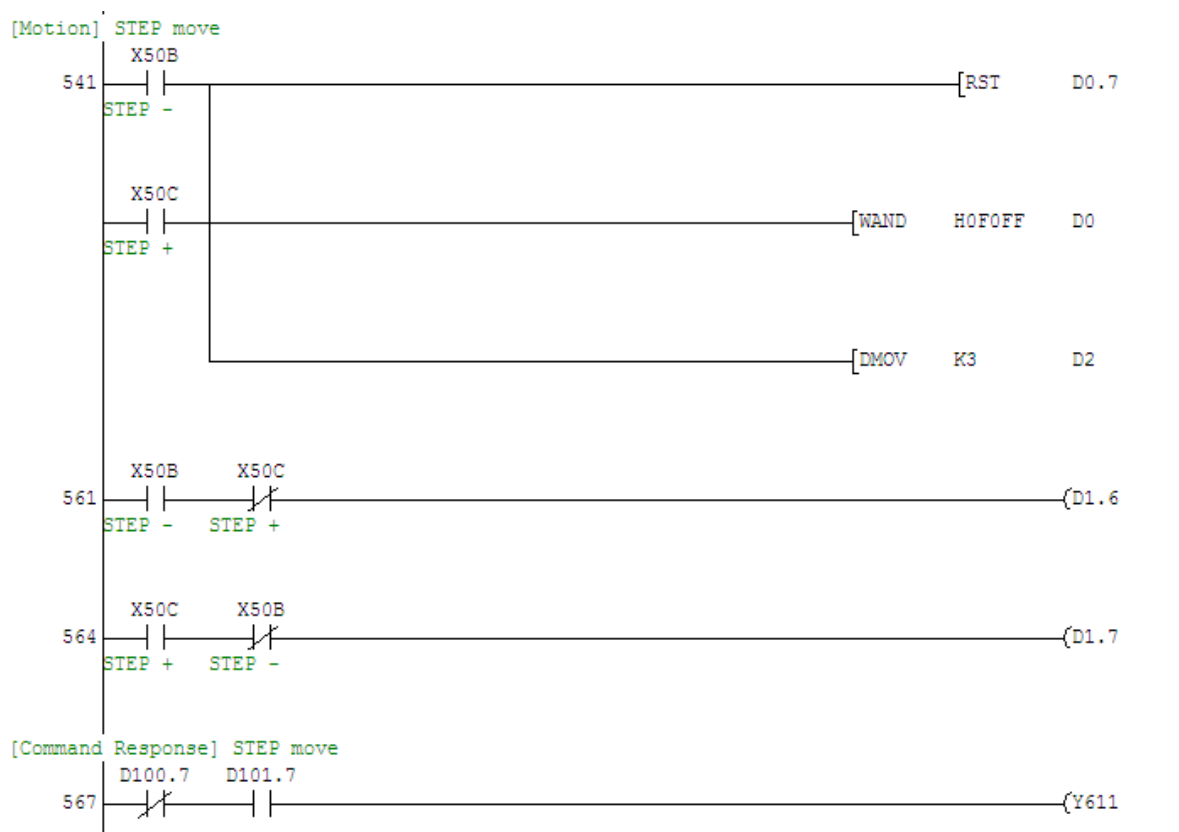 [Motion] STEP move
X50B
541 [RST D0.7
STEP -
X50C
[WAND H0F0FF D0
STEP +
[DMOV K3 D2
X50B X50C
561 (D1.6
STEP - STEP +
X50C X50B
564 (D1.7
STEP + STEP -
[Command Response] STEP move
D100.7 D101.7
567 (Y611